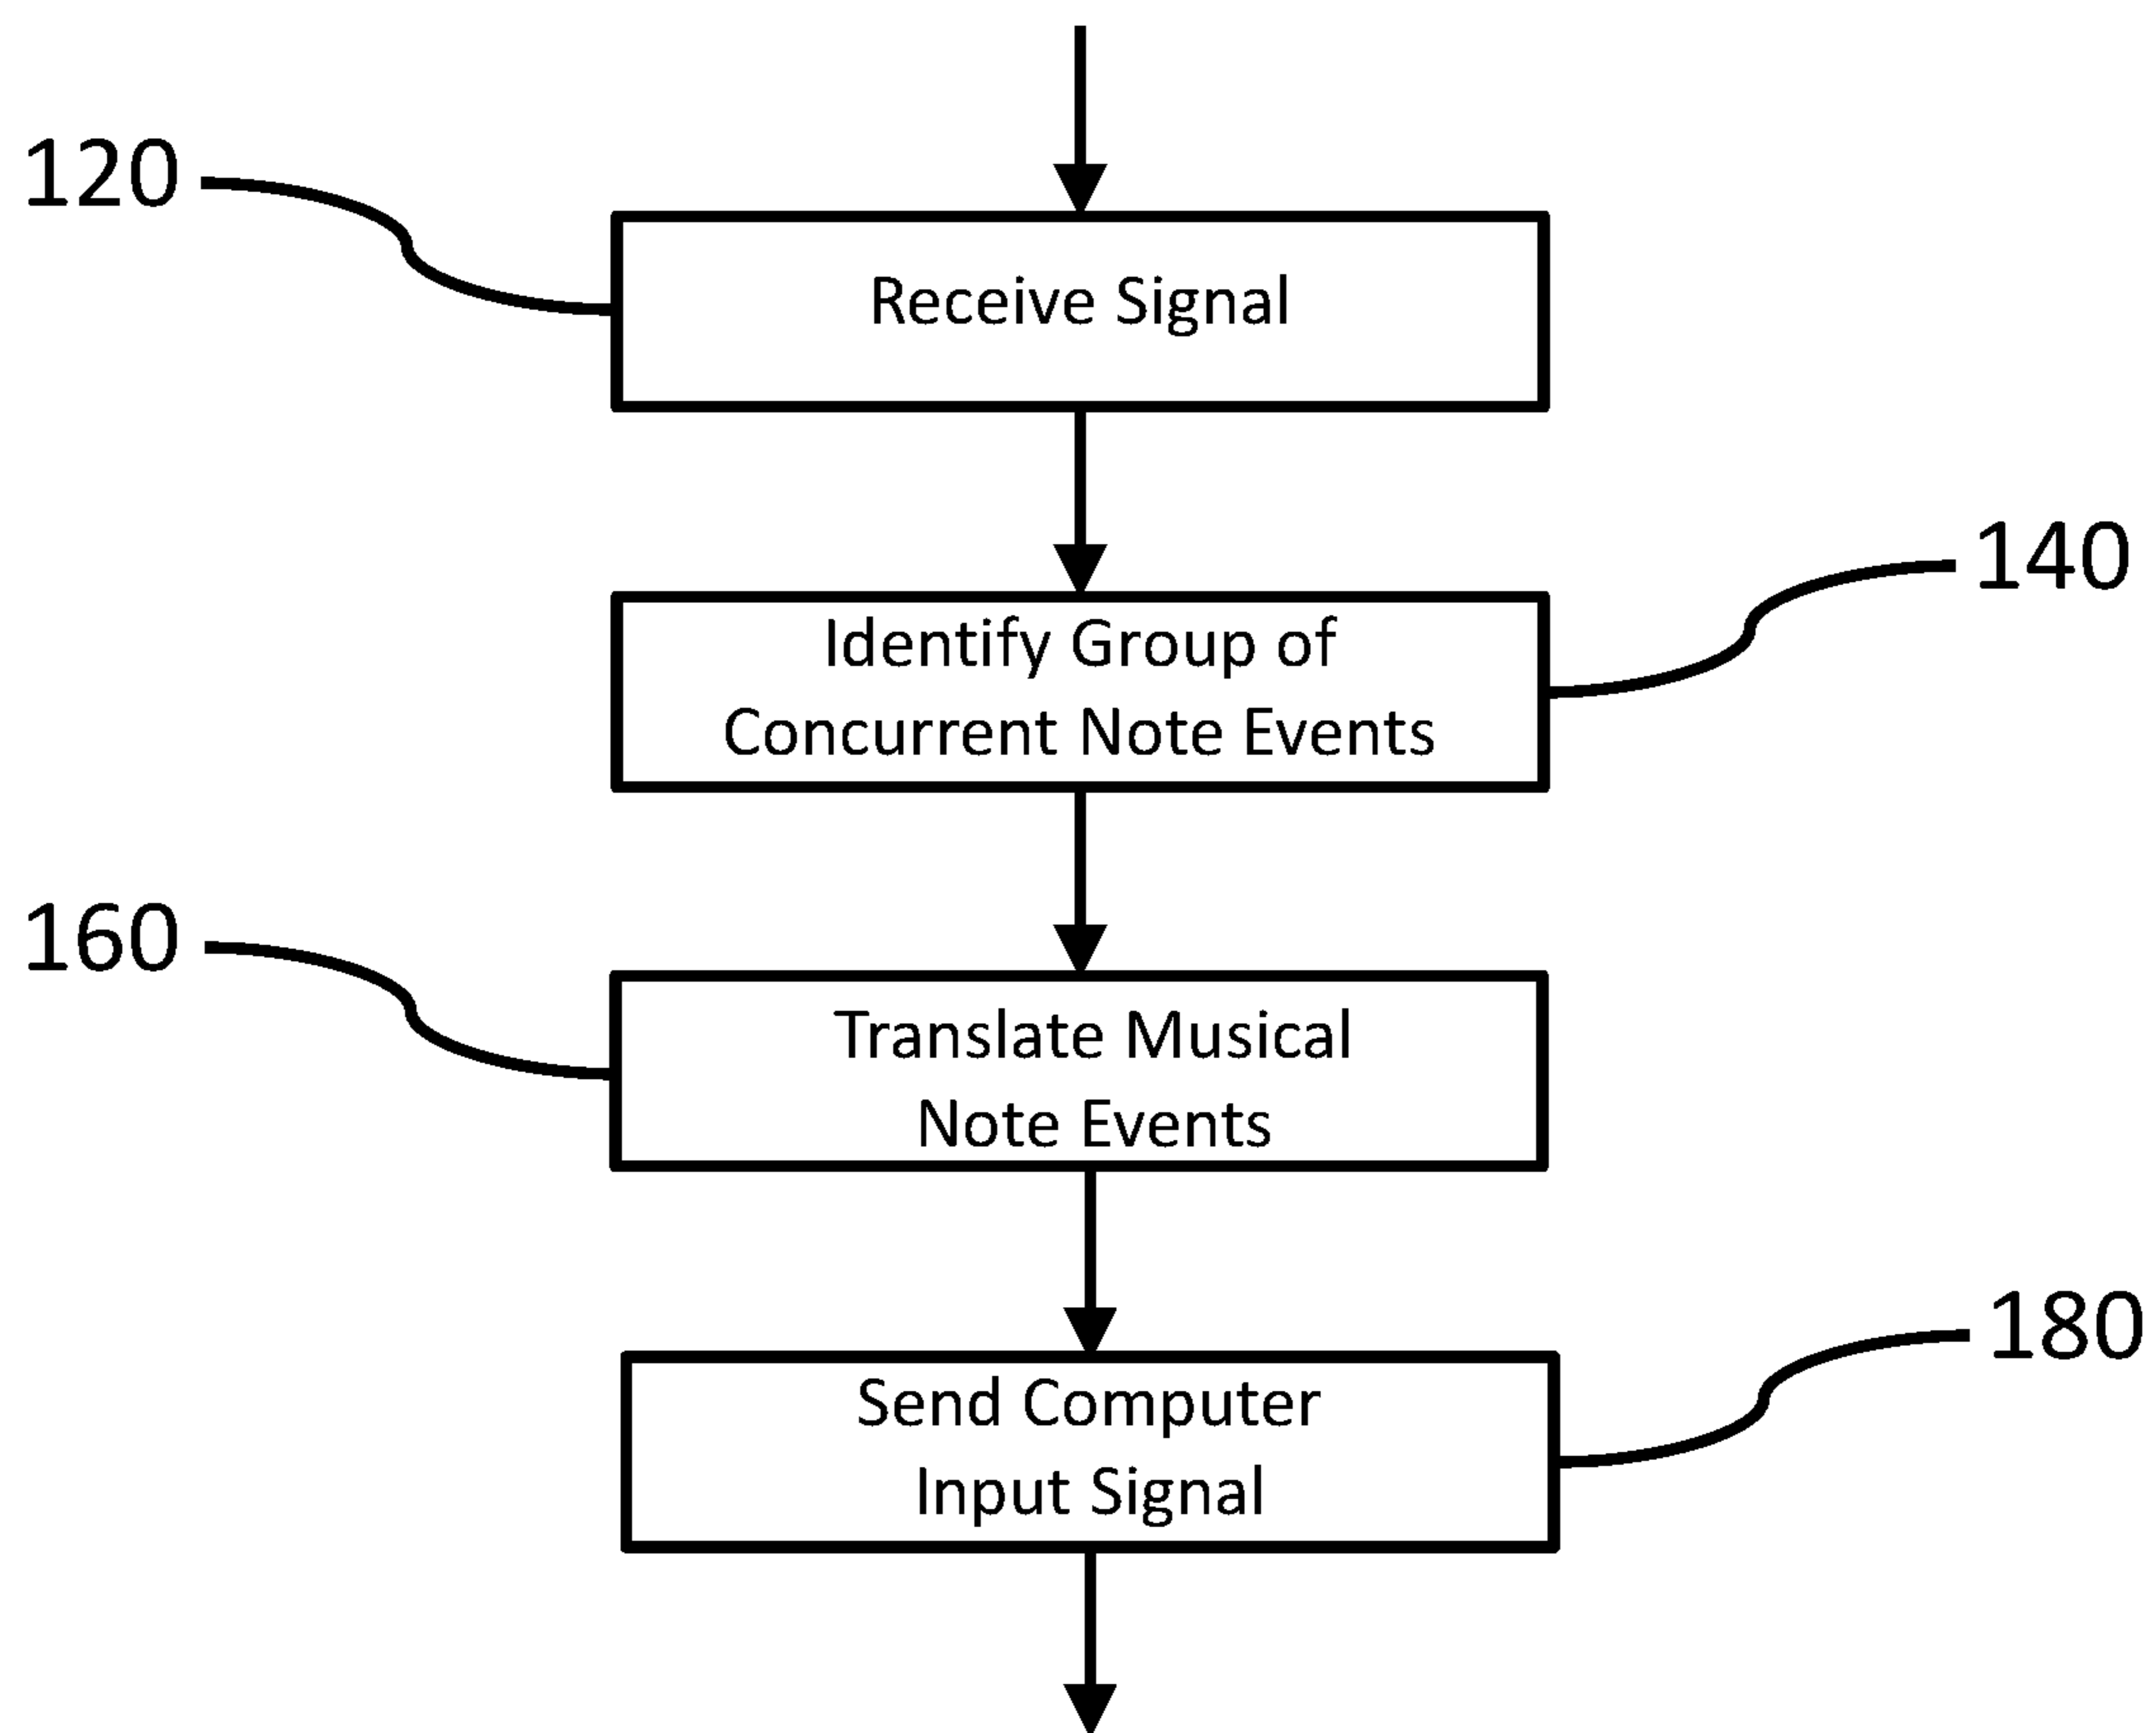 120
Receive Signal
140
Identify Group of
Concurrent Note Events
160
Translate Musical
Note Events
180
Send Computer
Input Signal